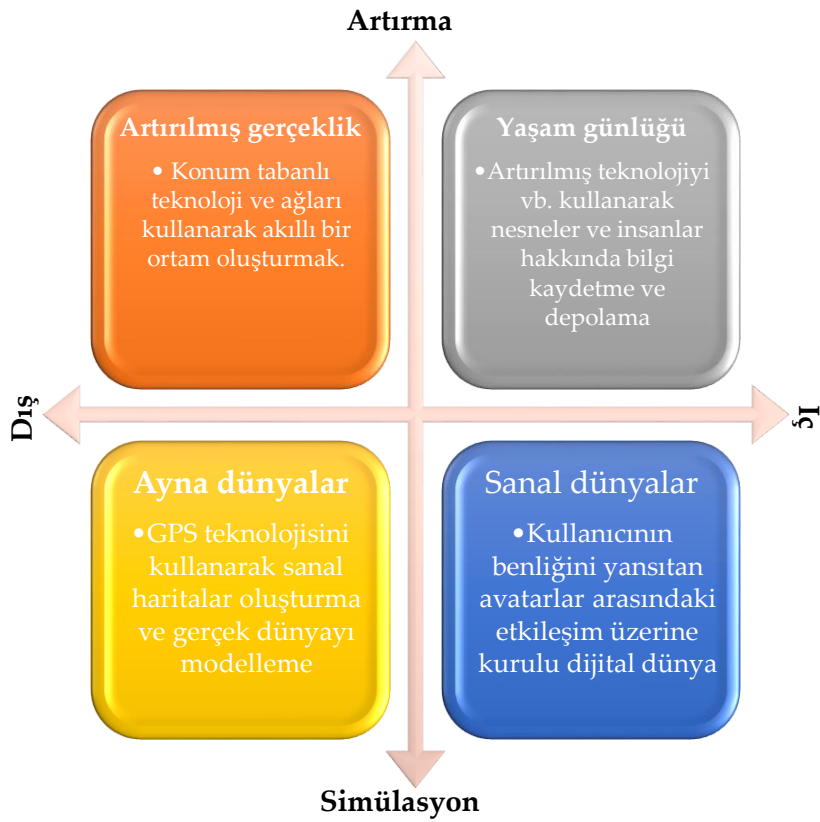 Artırma
Artırılmış gerçeklik
• Konum tabanlı
teknoloji ve ağları
kullanarak akıllı bir
ortam oluşturmak.
Yaşam günlüğü
•Artırılmış teknolojiyi
vb. kullanarak
nesneler ve insanlar
hakkında bilgi
kaydetme ve
depolama
Dış
İç
Ayna dünyalar
•GPS teknolojisini
kullanarak sanal
haritalar oluşturma
ve gerçek dünyayı
modelleme
Sanal dünyalar
•Kullanıcının
benliğini yansıtan
avatarlar arasındaki
etkileşim üzerine
kurulu dijital dünya
Simülasyon